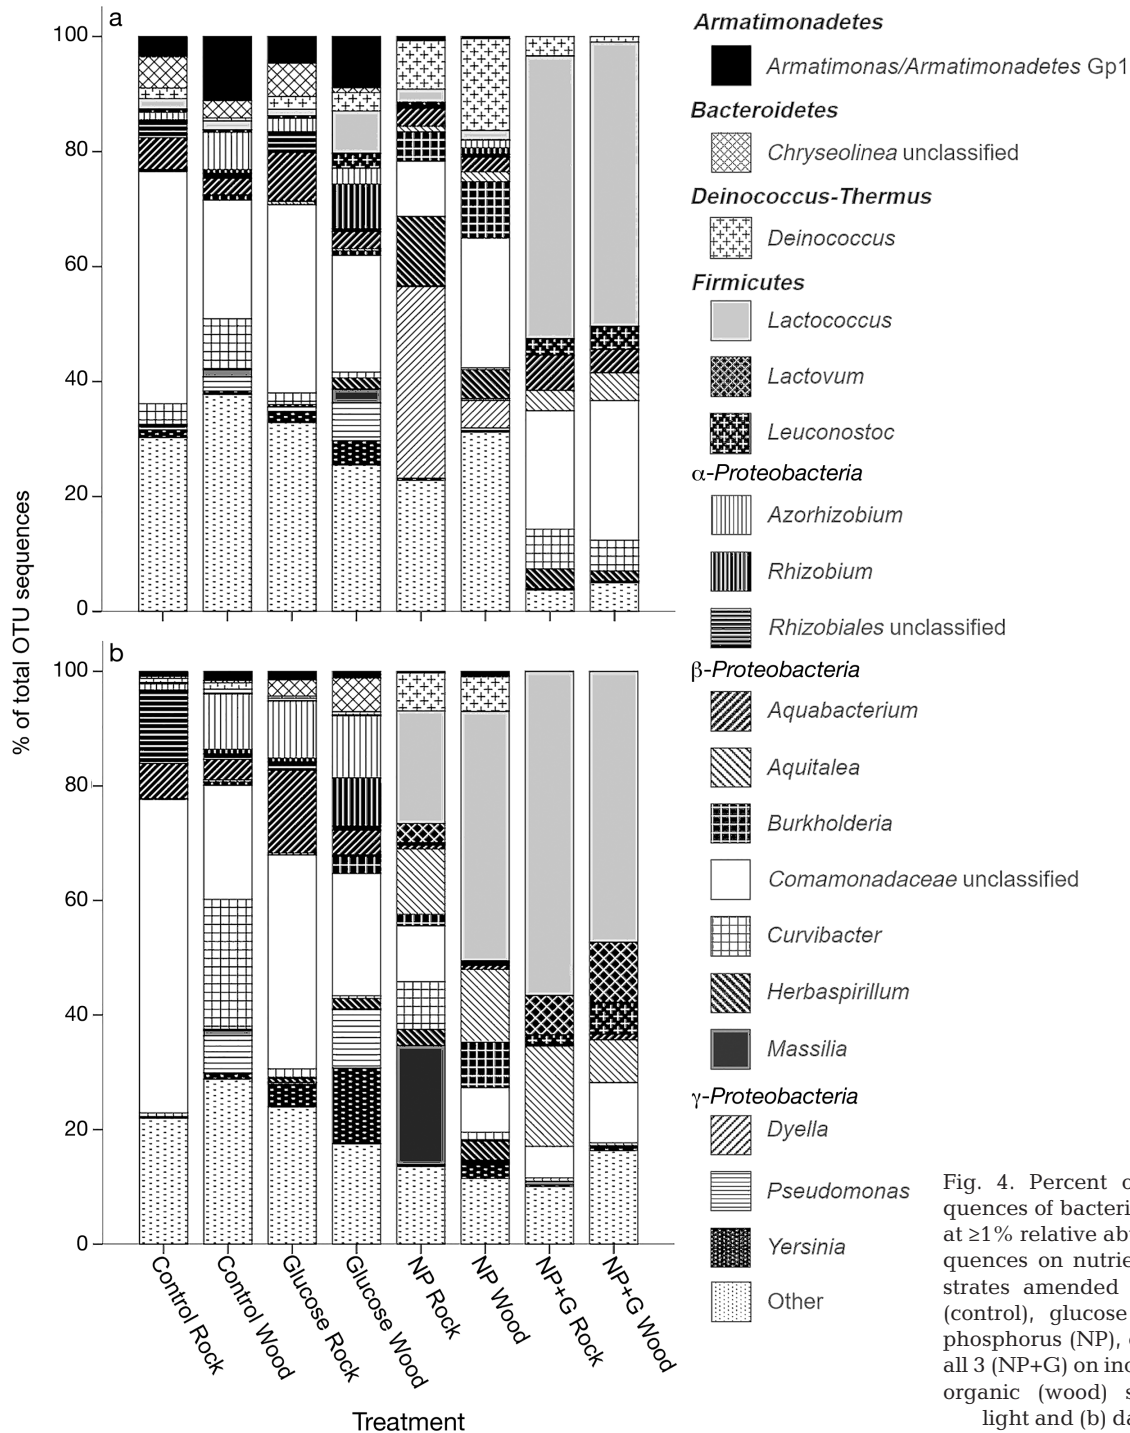 a
100
80
60
40
20
0
b
100
80
60
40
20
0
% of total OTU sequences
Control Rock
Control Wood
Glucose Rock
Glucose Wood
NP Rock
NP Wood
NP+G Rock
NP+G Wood
Treatment
Armatimonadetes
Armatimonas/Armatimonadetes Gp1
Bacteroidetes
Chryseolinea unclassified
Deinococcus-Thermus
Deinococcus
Firmicutes
Lactococcus
Lactovum
Leuconostoc
α-Proteobacteria
Azorhizobium
Rhizobium
Rhizobiales unclassified
β-Proteobacteria
Aquabacterium
Aquitalea
Burkholderia
Comamonadaceae unclassified
Curvibacter
Herbaspirillum
Massilia
γ-Proteobacteria
Dyella
Pseudomonas
Yersinia
Other
Fig. 4. Percent o
quences of bacteri
at ≥1% relative ab
quences on nutrie
strates amended
(control), glucose
phosphorus (NP),
all 3 (NP+G) on ino
organic (wood) s
light and (b) da